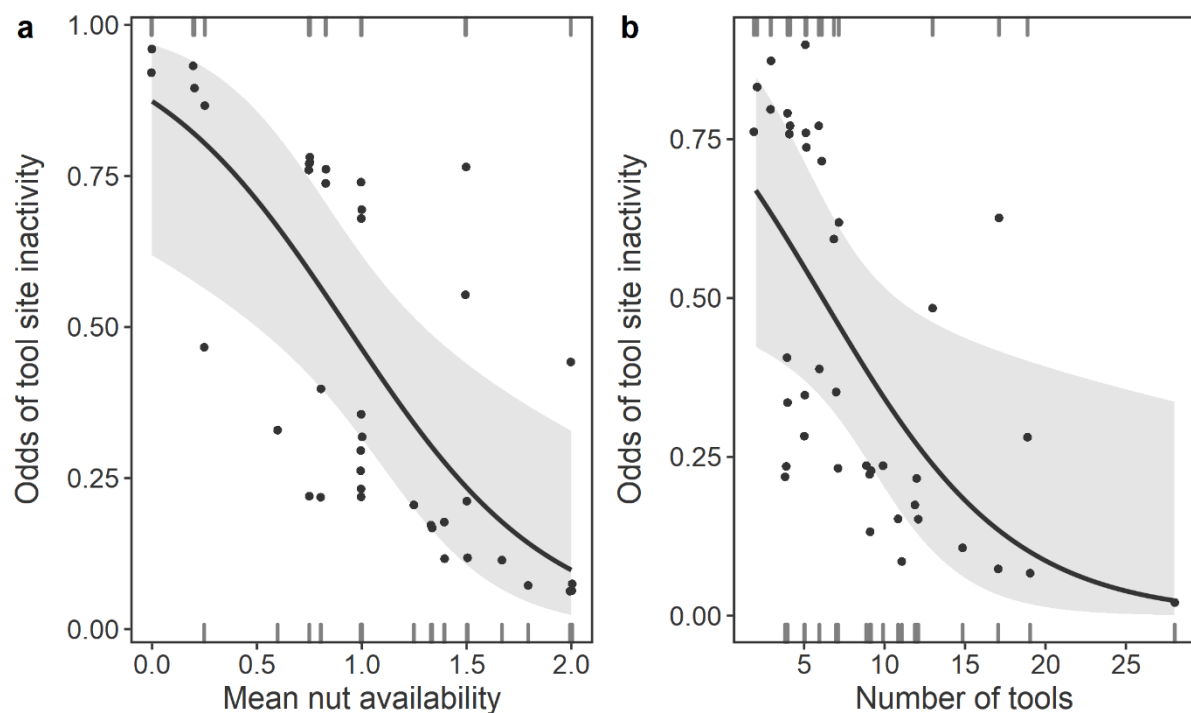 a
1.00
0.75
0.50
0.25
0.00
Odds of tool site inactivity
0.0 0.5 1.0 1.5 2.0
Mean nut availability
b
0.75
0.50
0.25
0.00
Odds of tool site inactivity
5 10 15 20 25
Number of tools